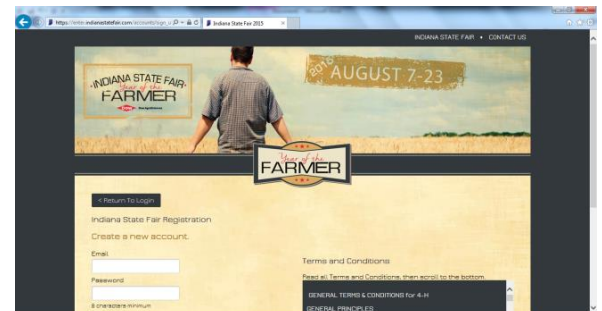 https://enter.indianastatefair.com/accounts/sign_u
Indiana State Fair 2015
INDIANA STATE FAIR • CONTACT US
INDIANA STATE FAIR
Year of the
FARMER
AUGUST 7-23
Year of the
FARMER
< Return To Login
Indiana State Fair Registration
Create a new account.
Email
Password
8 characters minimum
Terms and Conditions
Read all Terms and Conditions, then scroll to the bottom.
GENERAL TERMS & CONDITIONS for 4-H
GENERAL PRINCIPLES